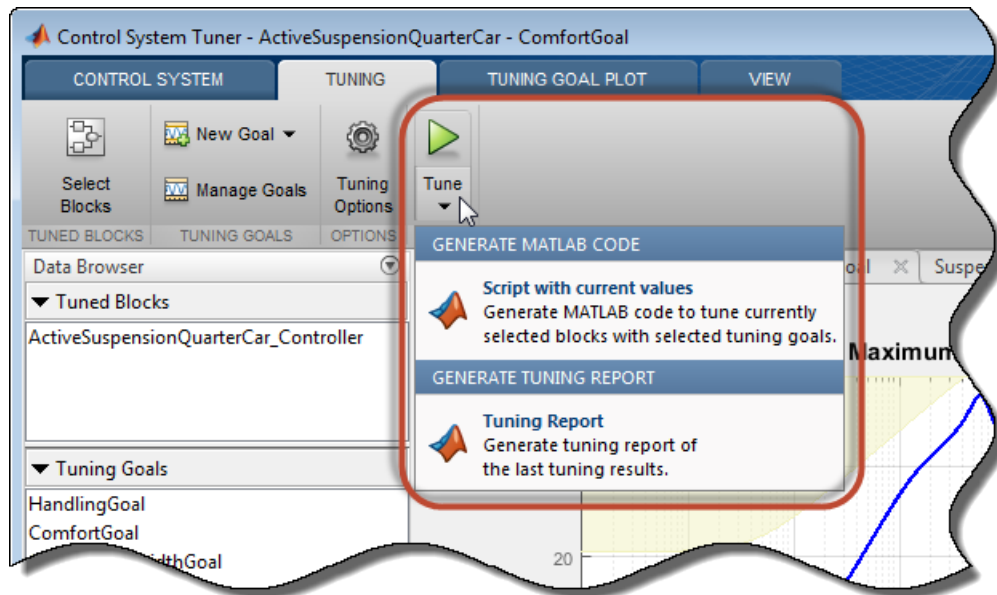 Control System Tuner - ActiveSuspensionQuarterCar - ComfortGoal
CONTROL SYSTEM
TUNING
TUNING GOAL PLOT
VIEW
Select
Blocks
New Goal
Manage Goals
Tuning
Options
Tune
TUNED BLOCKS
TUNING GOALS
OPTIONS
GENERATE MATLAB CODE
Script with current values
Generate MATLAB code to tune currently
selected blocks with selected tuning goals.
GENERATE TUNING REPORT
Tuning Report
Generate tuning report of
the last tuning results.
Data Browser
Tuned Blocks
ActiveSuspensionQuarterCar_Controller
Tuning Goals
HandlingGoal
ComfortGoal
Maximum
20